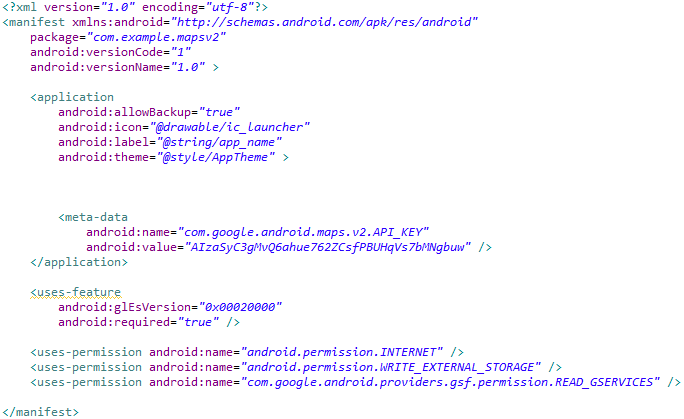 <?xml version="1.0" encoding="utf-8"?>
<manifest xmlns:android="http://schemas.android.com/apk/res/android"
package="com.example.mapsv2"
android:versionCode="1"
android:versionName="1.0" >
<application
android:allowBackup="true"
android:icon="@drawable/ic_launcher"
android:label="@string/app_name"
android:theme="@style/AppTheme" >
<meta-data
android:name="com.google.android.maps.v2.API_KEY"
android:value="AIzaSyC3gMvQ6ahue762ZCsfPBUHqVs7bMNgbuw" />
</application>
<uses-feature
android:glEsVersion="0x00020000"
android:required="true" />
<uses-permission android:name="android.permission.INTERNET" />
<uses-permission android:name="android.permission.WRITE_EXTERNAL_STORAGE" />
<uses-permission android:name="com.google.android.providers.gsf.permission.READ_GSERVICES" />
</manifest>